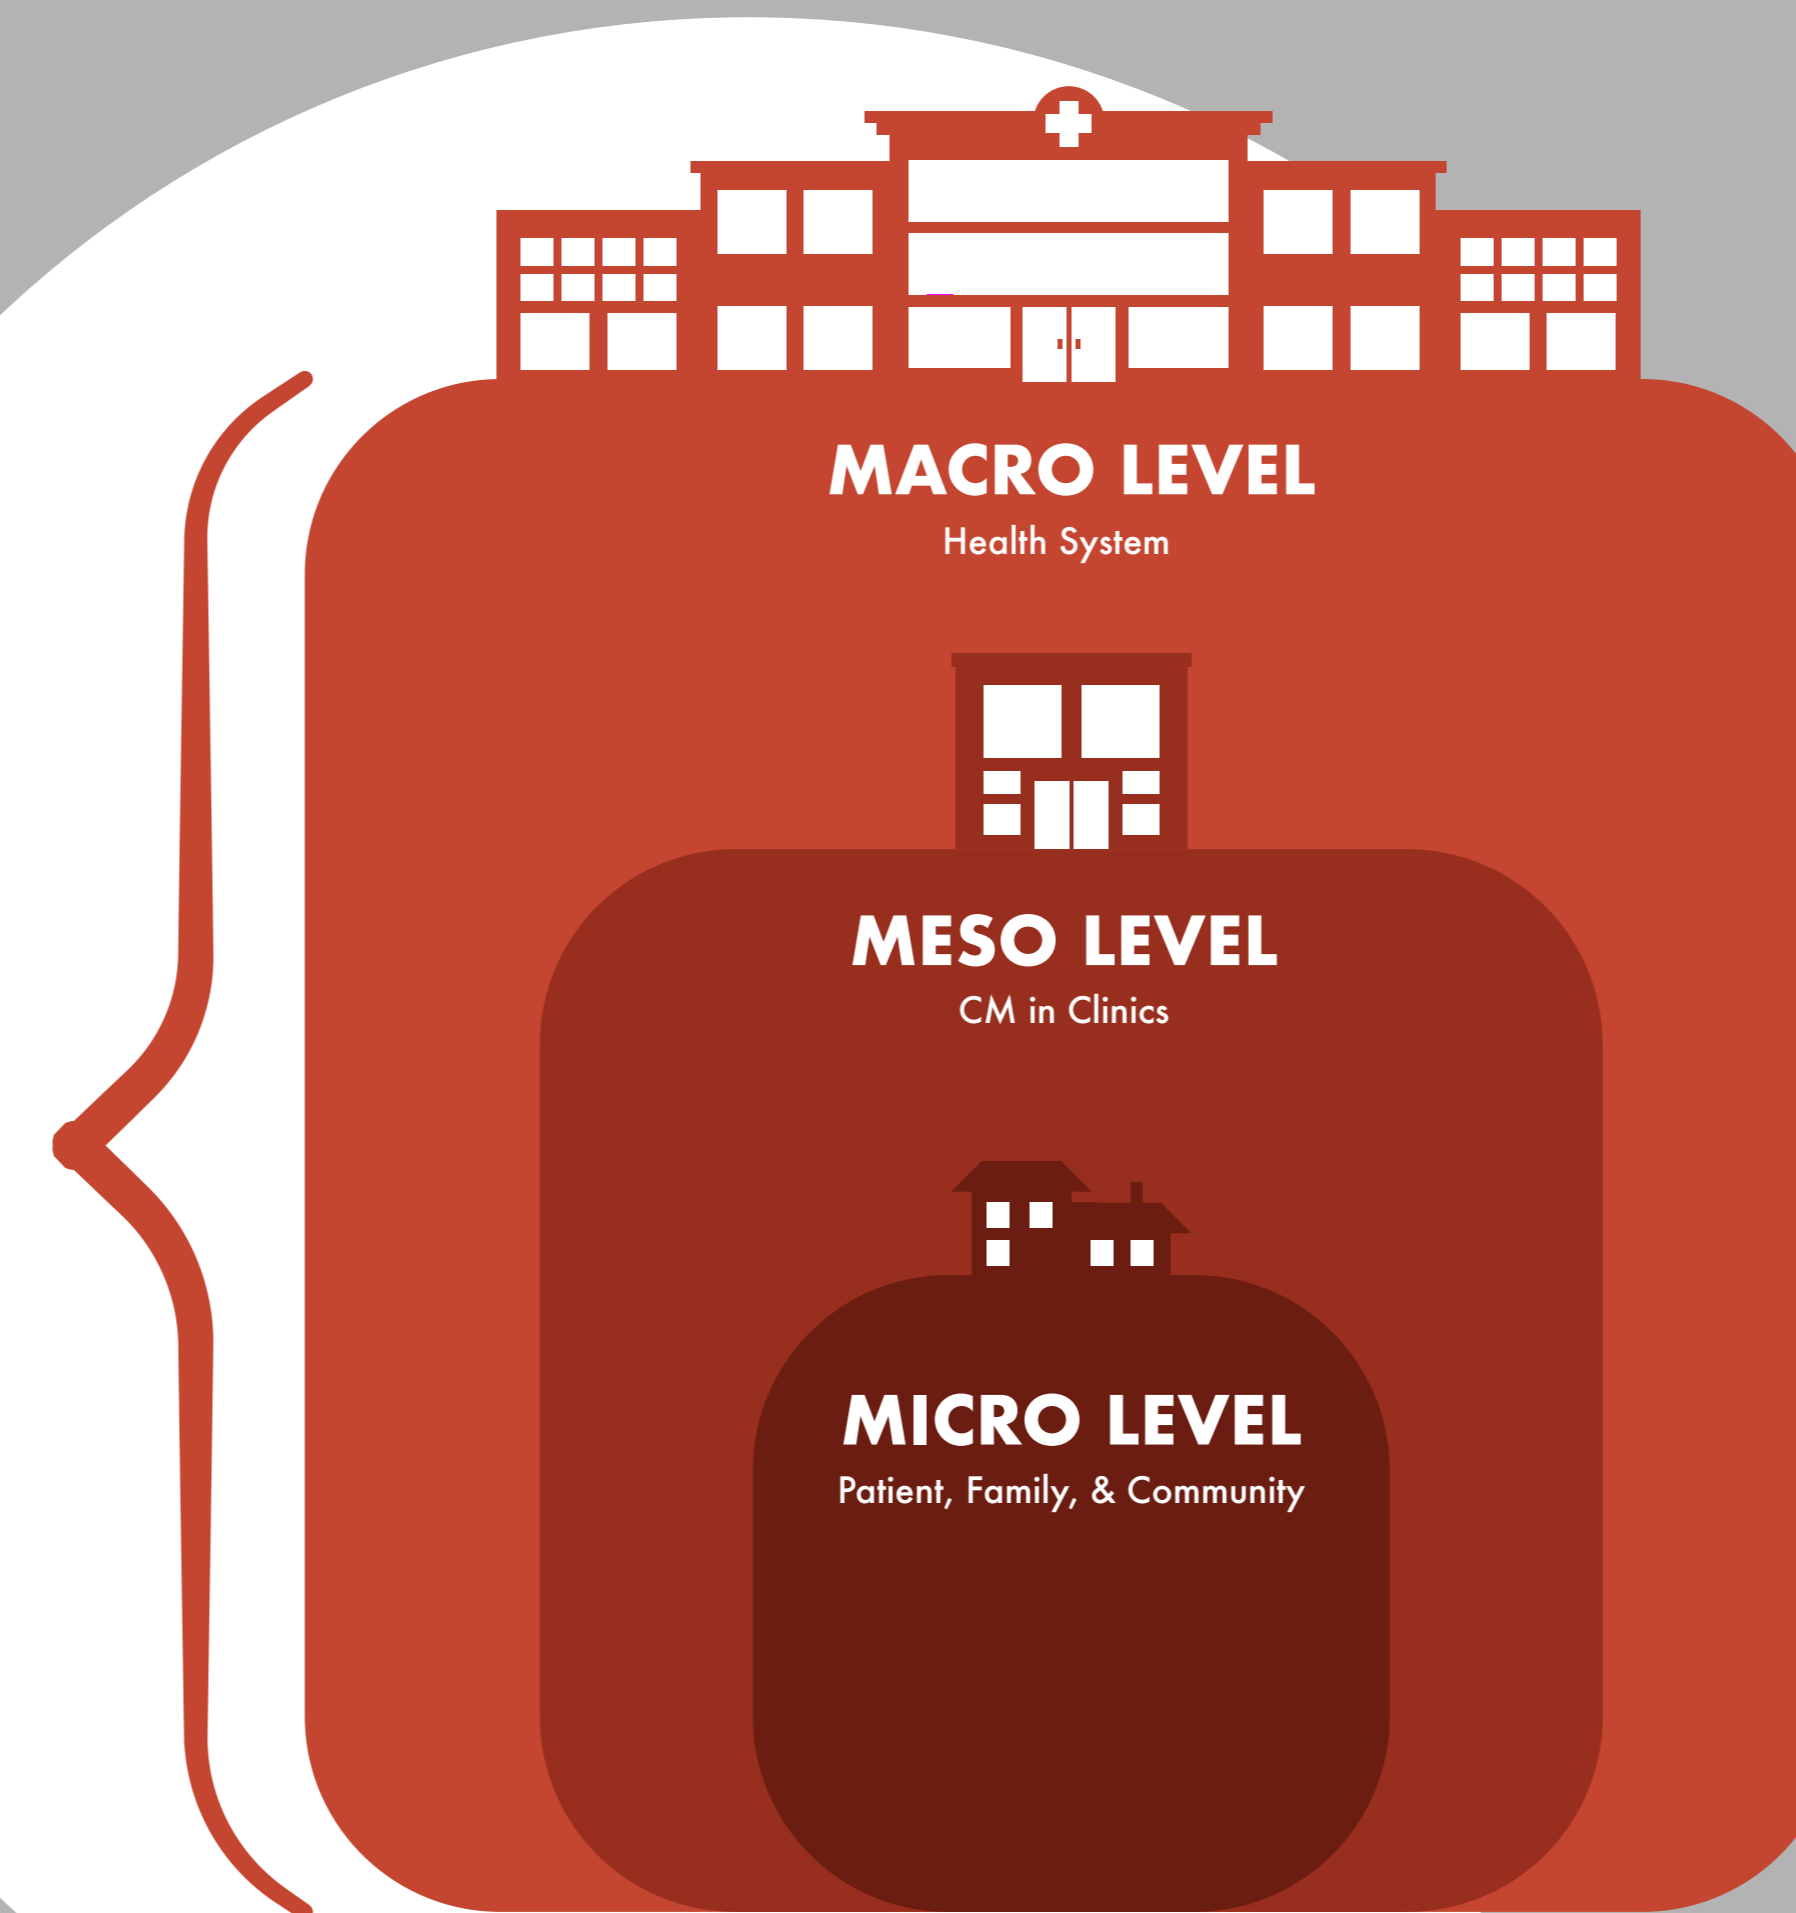 MACRO LEVEL
Health System
MESO LEVEL
CM in Clinics
MICRO LEVEL
Patient, Family, & Community